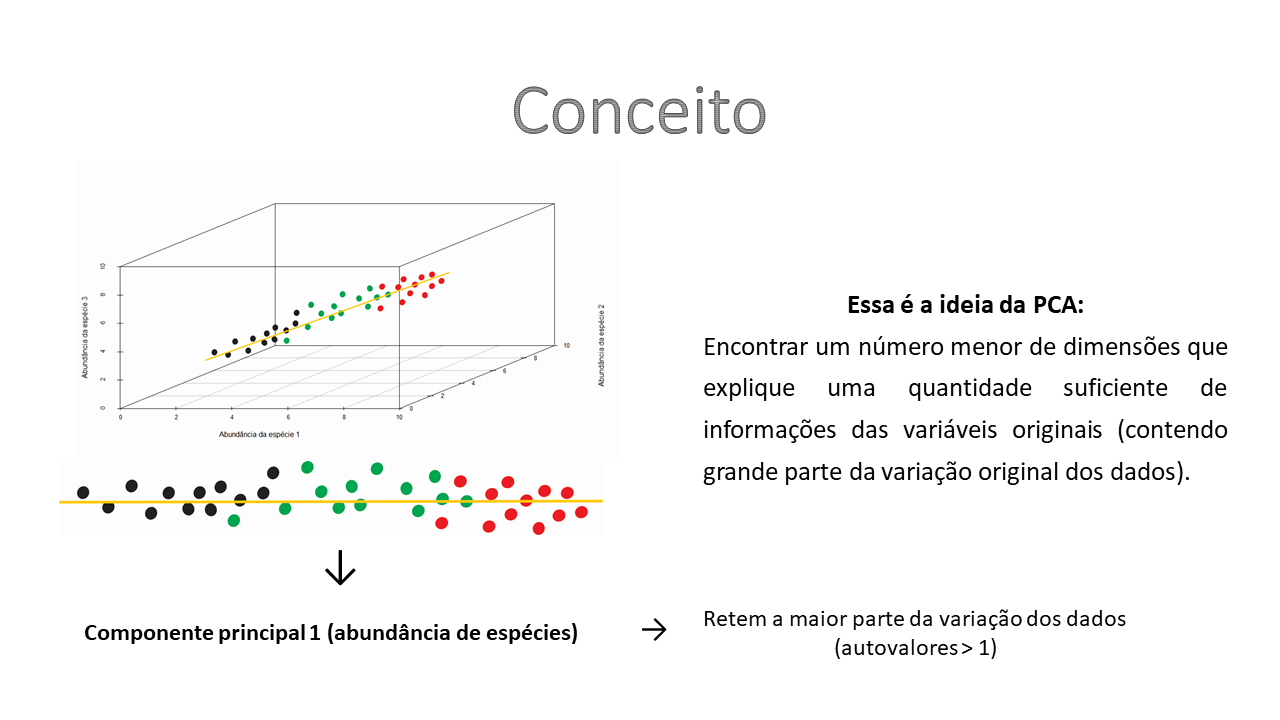 Conceito
Abundância da espécie 3
0
2
4
6
8
10
0
2
4
6
8
10
Abundância da espécie 1
0
2
4
6
8
10
Abundância da espécie 2
Essa é a ideia da PCA:
Encontrar um número menor de dimensões que
explique uma quantidade suficiente de
informações das variáveis originais (contendo
grande parte da variação original dos dados).
Componente principal 1 (abundância de espécies)
Retem a maior parte da variação dos dados
(autovalores > 1)